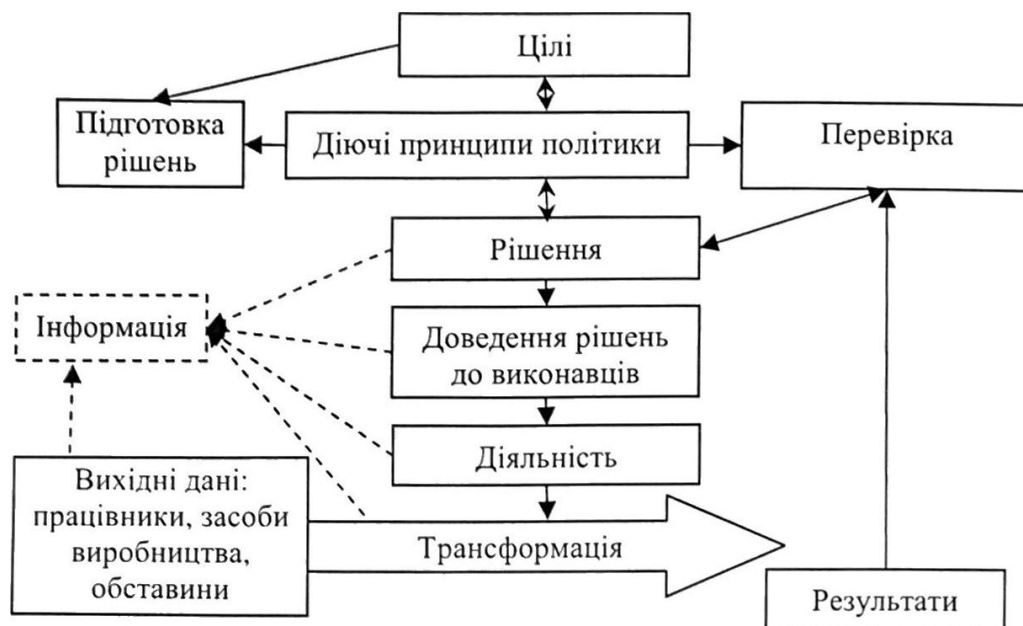 Цілі
Підготовка
рішень
Діючі принципи політики
Перевірка
Рішення
Інформація
Доведення рішень
до виконавців
Діяльність
Вихідні дані:
працівники, засоби
виробництва,
обставини
Трансформація
Результати